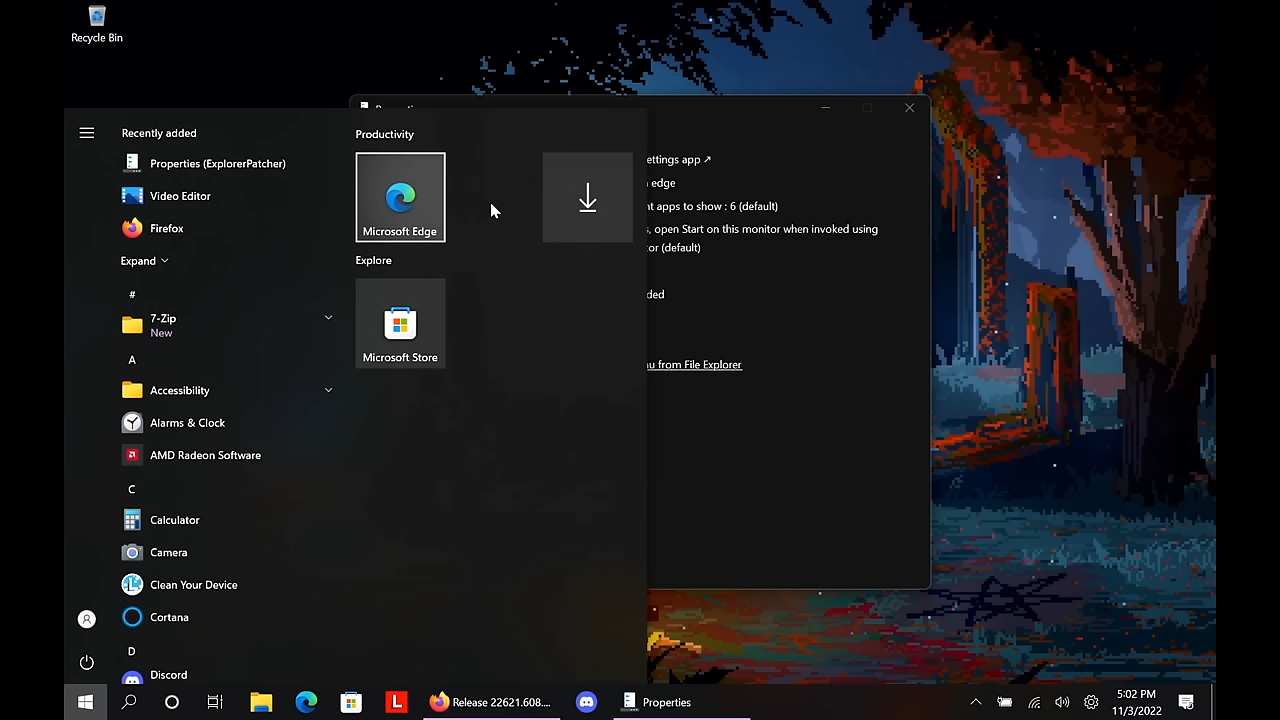 Recycle Bin
Recently added
Properties (ExplorerPatcher)
Video Editor
Firefox
Expand
#
7-Zip
New
A
Accessibility
Alarms & Clock
AMD Radeon Software
C
Calculator
Camera
Clean Your Device
Cortana
D
Discord
Productivity
Microsoft Edge
Explore
Microsoft Store
ettings app ↗
edge
nt apps to show : 6 (default)
s, open Start on this monitor when invoked using
or (default)
ded
u from File Explorer
L
Release 22621.608....
Properties
5:02 PM
11/3/2022